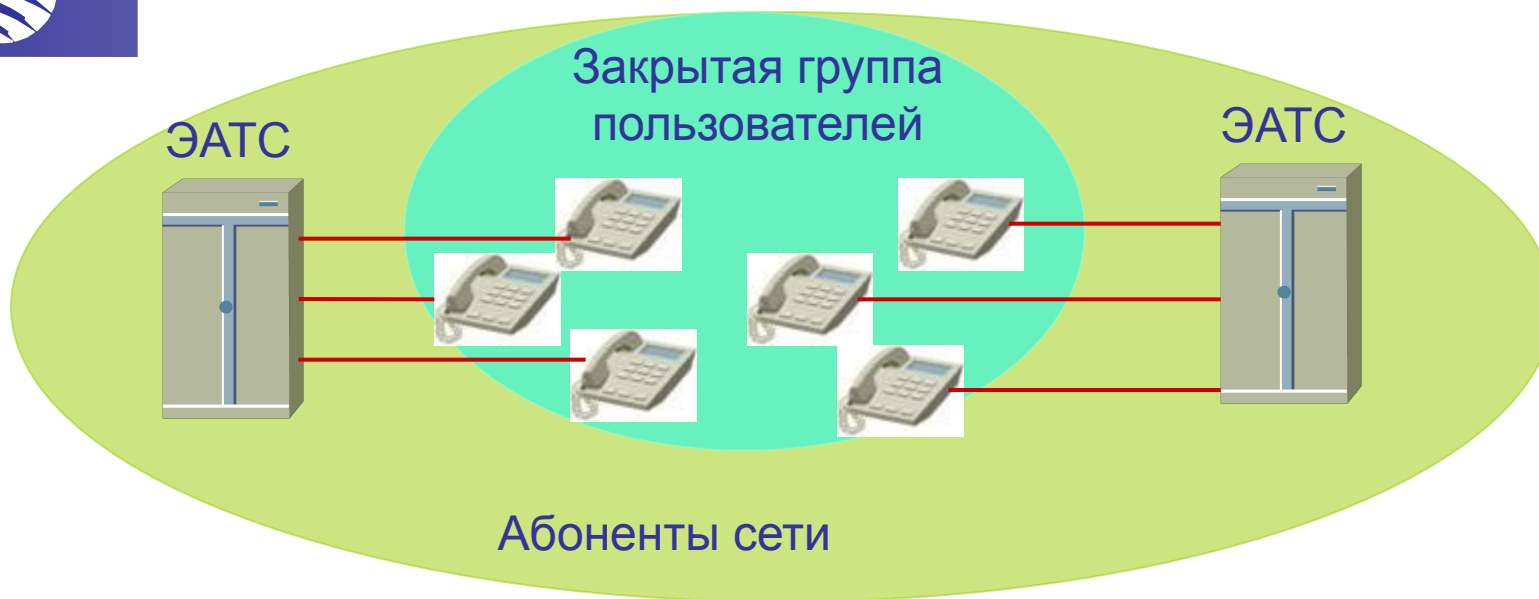 Закрытая группа
пользователей
ЭАТС
ЭАТС
Абоненты сети